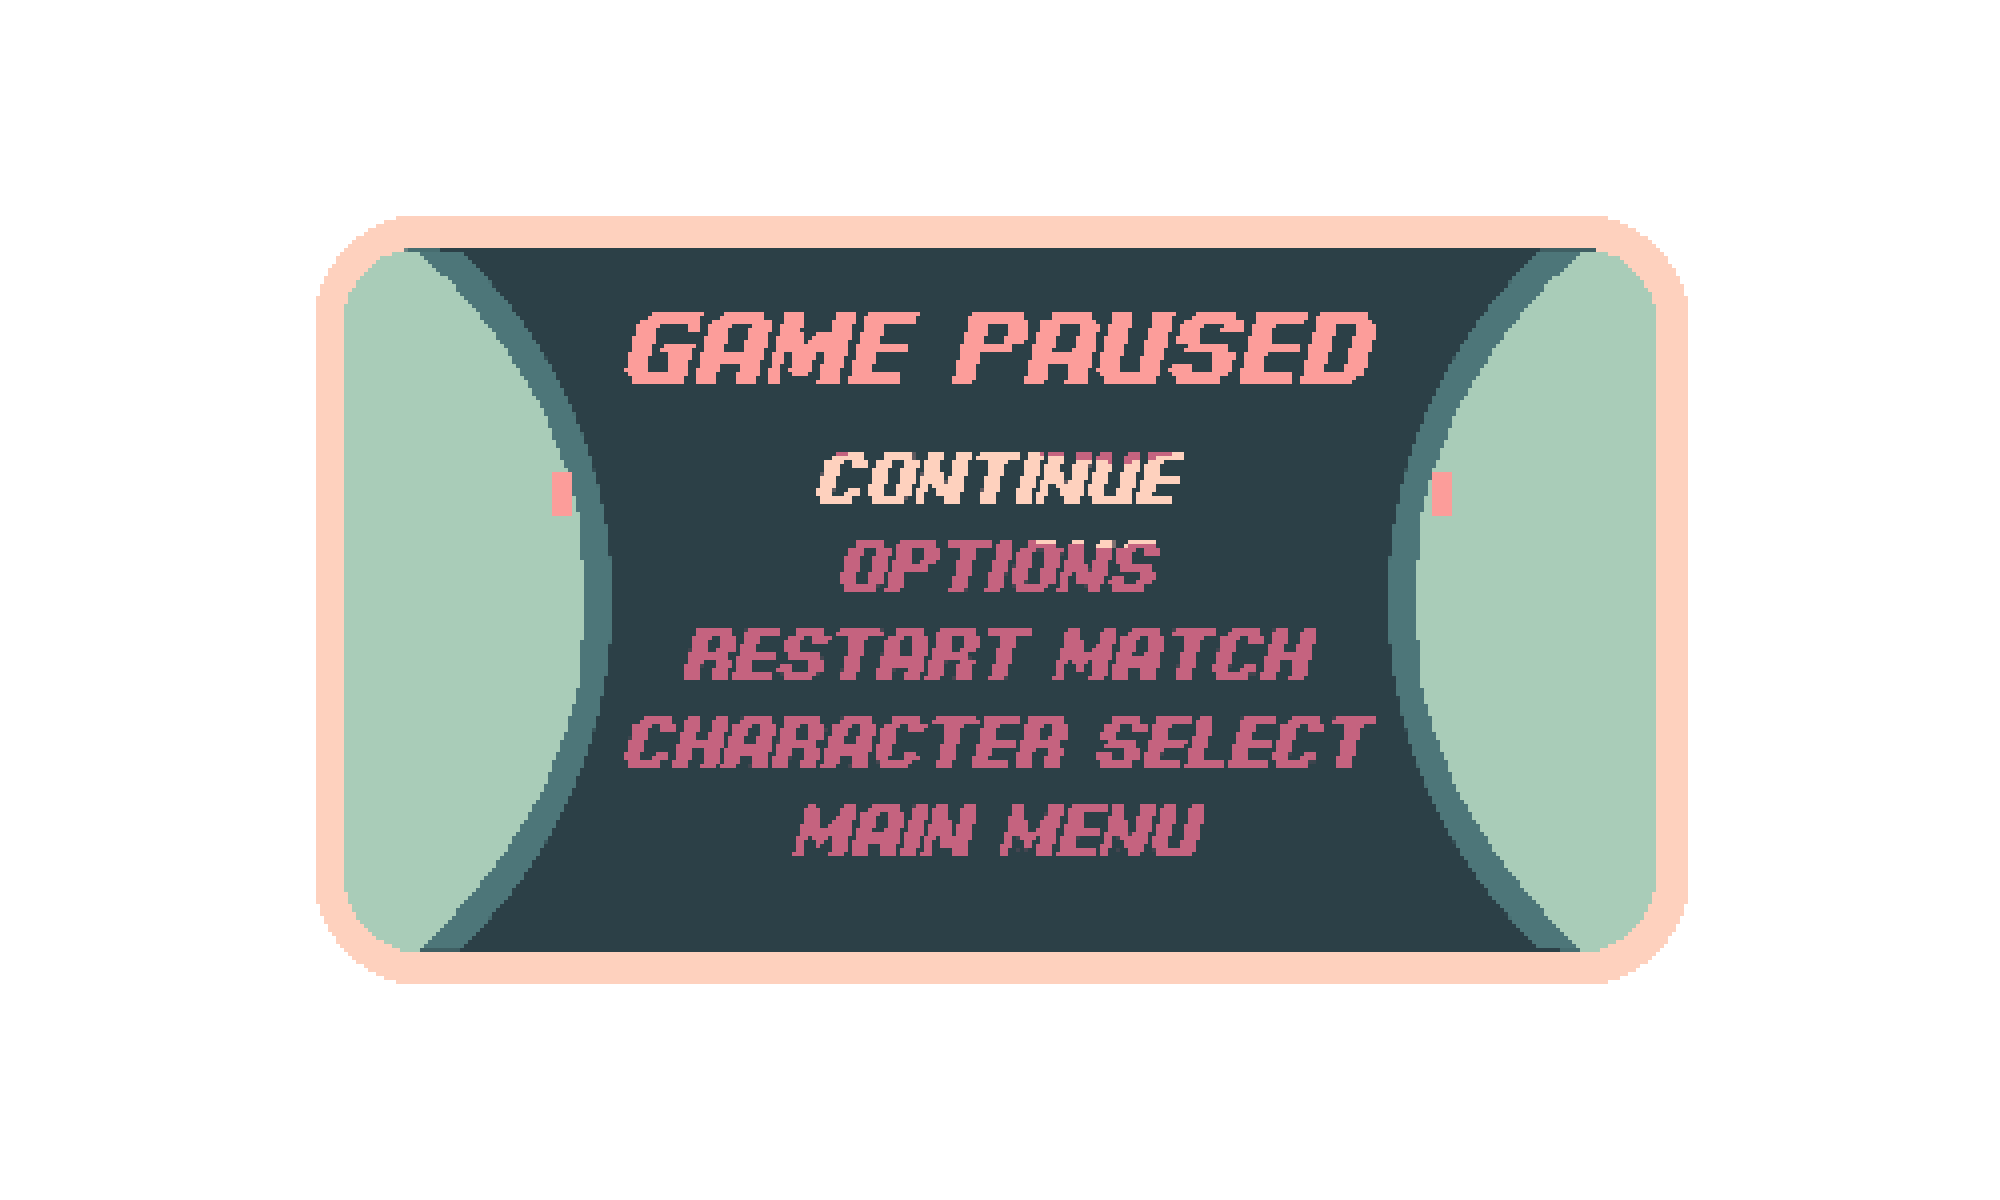 GAME PAUSED
CONTINUE
OPTIONS
RESTART MATCH
CHARACTER SELECT
MAIN MENU